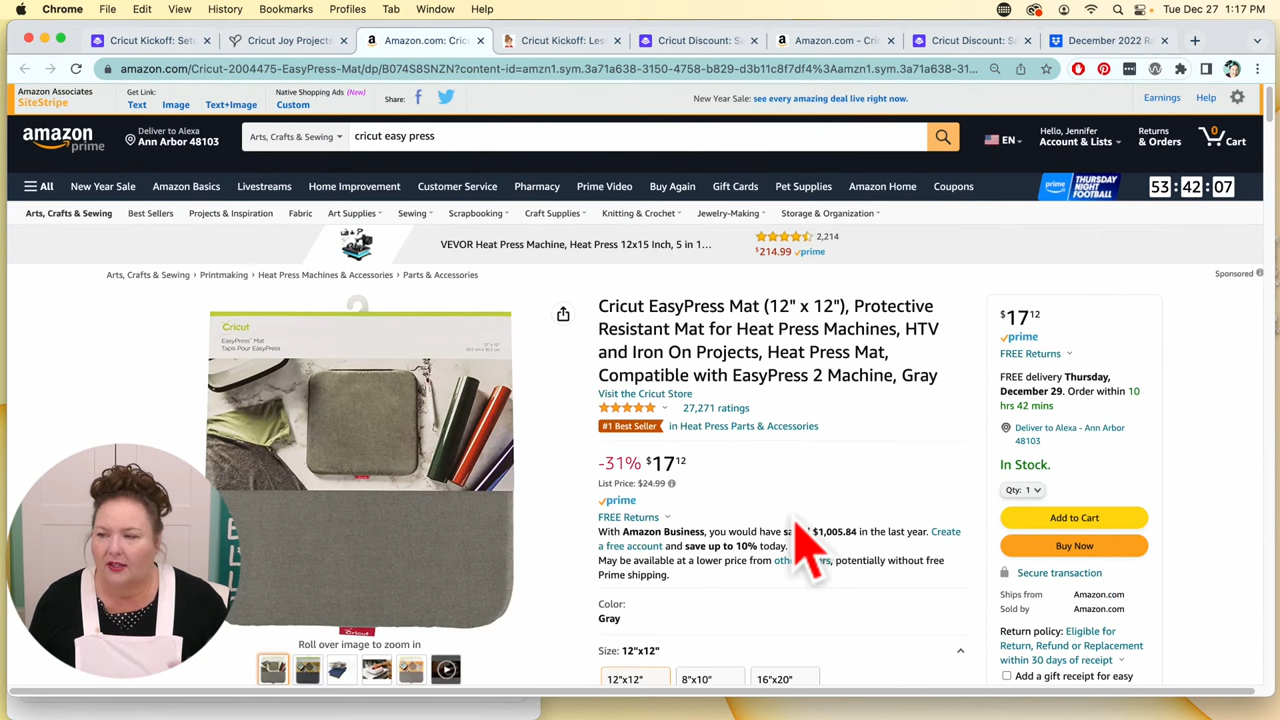 Chrome File Edit View History Bookmarks Profiles Tab Window Help Tue Dec 27 1:17 PM
Cricut Kickoff: Set Cricut Joy Projects Amazon.com: Cric Cricut Kickoff: Les Cricut Discount: S Amazon.com - Cri Cricut Discount: Sa December 2022 R
amazon.com/Cricut-2004475-EasyPress-Mat/dp/B074S8SNZN?content-id=amzn1.sym.3a71a638-3150-4758-b829-d3b11c8f7df4%3Aamzn1.sym.3a71a638-3150-4758-b829-d3b11c8f7df4%3Aamzn1.sym.3a71a638-3...
Amazon Associates
SiteStripe
Get Link:
Text Image Text+Image
Native Shopping Ads (New)
Custom
Share:
New Year Sale: see every amazing deal live right now.
Earnings Help
amazon
prime
Deliver to Alexa
Ann Arbor 48103
Arts, Crafts & Sewing
cricut easy press
EN
Hello, Jennifer
Account & Lists
Returns
& Orders
0
Cart
All New Year Sale Amazon Basics Livestreams Home Improvement Customer Service Pharmacy Prime Video Buy Again Gift Cards Pet Supplies Amazon Home Coupons
prime THURSDAY
NIGHT
FOOTBALL
53 : 42 : 07
Arts, Crafts & Sewing Best Sellers Projects & Inspiration Fabric Art Supplies Sewing Scrapbooking Craft Supplies Knitting & Crochet Jewelry-Making Storage & Organization
VEVOR Heat Press Machine, Heat Press 12x15 Inch, 5 in 1...
2,214
$214.99 prime
Sponsored
Arts, Crafts & Sewing › Printmaking › Heat Press Machines & Accessories › Parts & Accessories
Cricut
EasyPress™ Mat
Tapis Pour EasyPress
Cricut
Roll over image to zoom in
Cricut EasyPress Mat (12" x 12"), Protective
Resistant Mat for Heat Press Machines, HTV
and Iron On Projects, Heat Press Mat,
Compatible with EasyPress 2 Machine, Gray
Visit the Cricut Store
27,271 ratings
#1 Best Seller in Heat Press Parts & Accessories
-31% $17 12
List Price: $24.99
prime
FREE Returns
With Amazon Business, you would have $1,005.84 in the last year. Create
a free account and save up to 10% today.
May be available at a lower price from potentially without free
Prime shipping.
Color:
Gray
Size: 12"x12"
12"x12" 8"x10" 16"x20"
$17 12
prime
FREE Returns
FREE delivery Thursday,
December 29. Order within 10
hrs 42 mins
Deliver to Alexa - Ann Arbor
48103
In Stock.
Qty: 1
Add to Cart
Buy Now
Secure transaction
Ships from Amazon.com
Sold by Amazon.com
Return policy: Eligible for
Return, Refund or Replacement
within 30 days of receipt
Add a gift receipt for easy